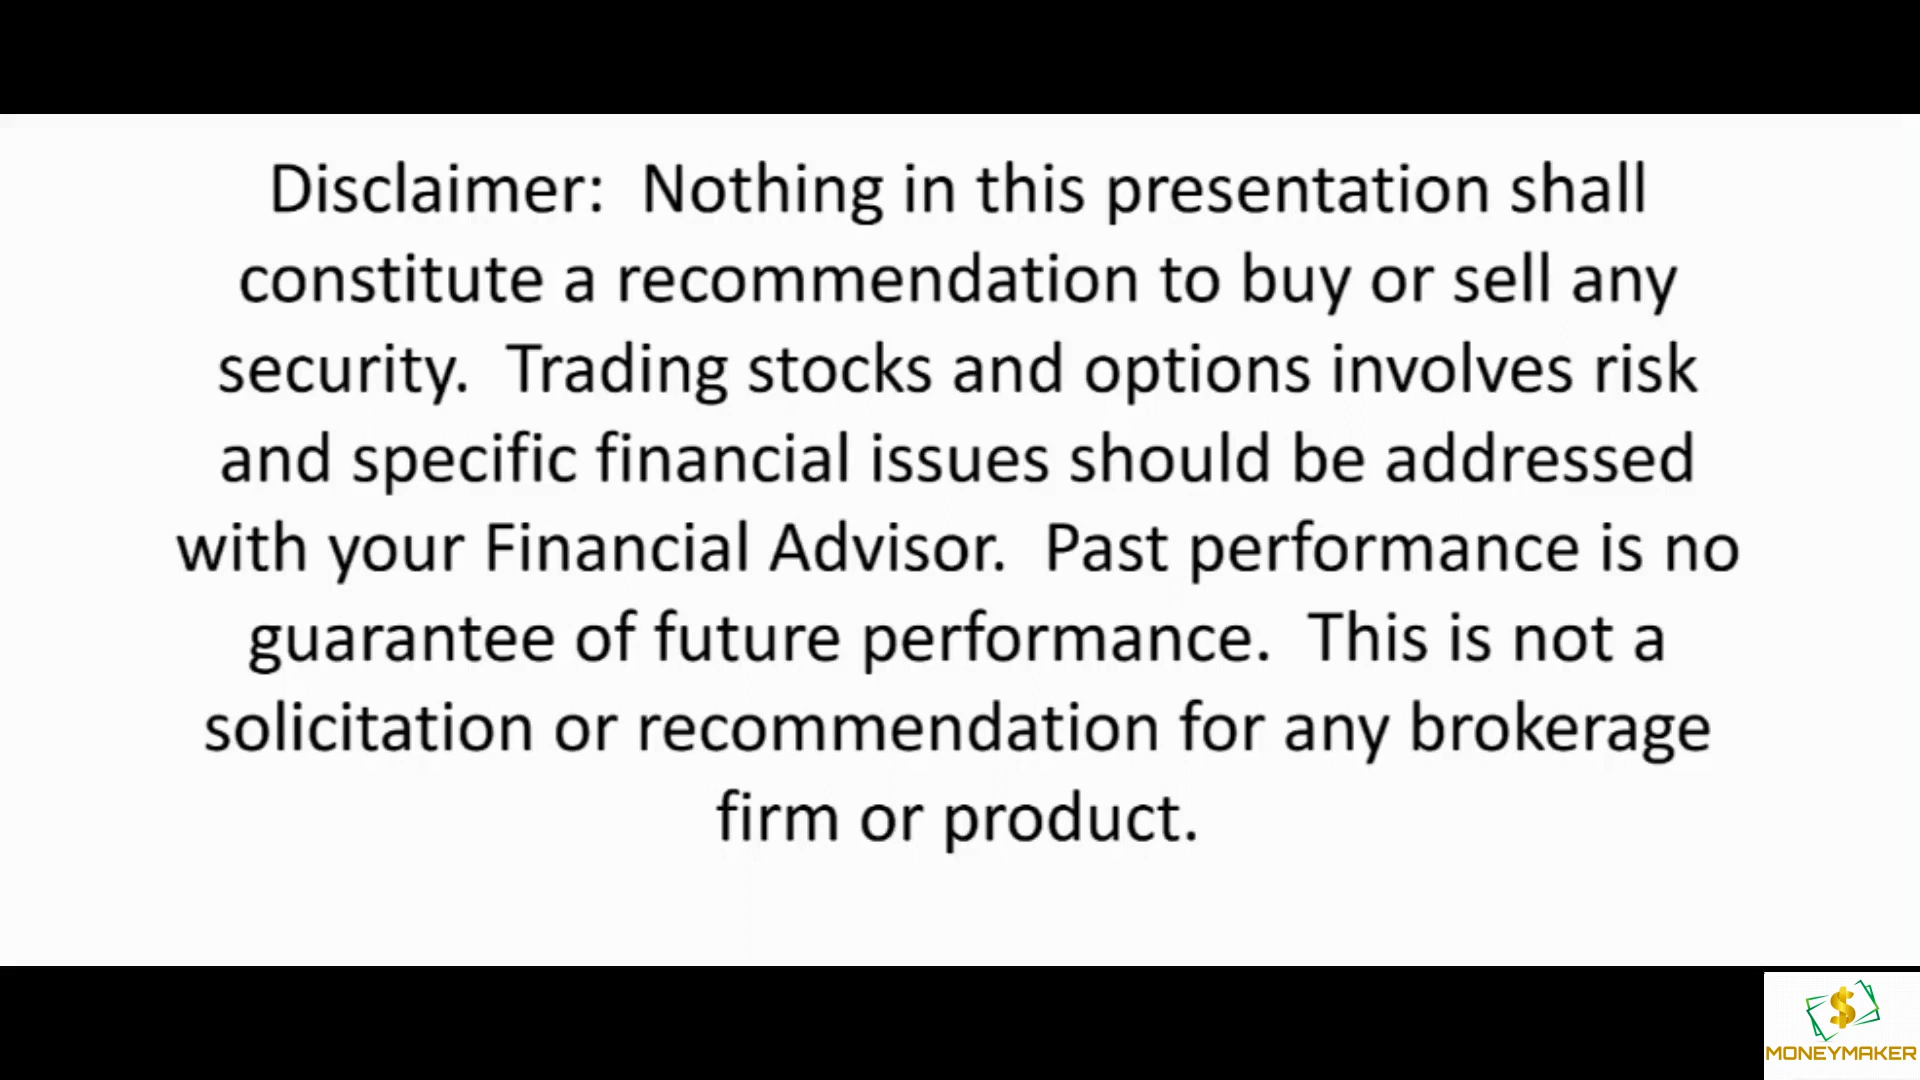 Disclaimer:  Nothing in this presentation shall
constitute a recommendation to buy or sell any
security.  Trading stocks and options involves risk
and specific financial issues should be addressed
with your Financial Advisor.  Past performance is no
guarantee of future performance.  This is not a
solicitation or recommendation for any brokerage
firm or product.
$
MONEYMAKER